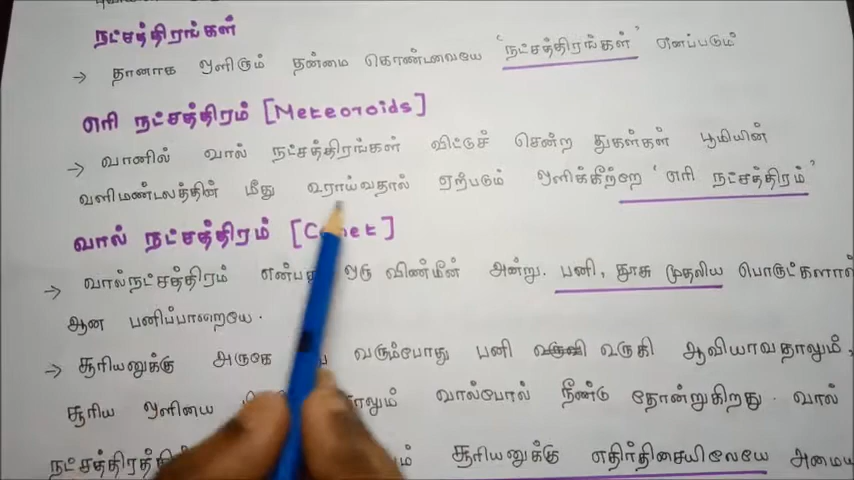 நட்சத்திரங்கள்
→ தானாக ஒளிரும் தன்மை கொண்டவையே 'நட்சத்திரங்கள்' எனப்படும்
எரி நட்சத்திரம் [Meteoroids]
→ வானில் வால் நட்சத்திரங்கள் விட்டுச் சென்ற துகள்கள் பூமியின்
வளிமண்டலத்தின் மீது வராய்வதால் ஏற்படும் ஒளிக்கீற்றே 'எரி நட்சத்திரம்'
வால் நட்சத்திரம் [Comet]
→ வால்நட்சத்திரம் என்பது ஒரு விண்மீன் அன்று. பனி, தூசு முதலிய பொருட்களால்
ஆன பனிப்பாறையே.
→ சூரியனுக்கு அருகே வரும்போது பனி வருகி ஆவியாவதாலும்,
சூரிய ஒளியை வால்போல் நீண்டு தோன்றுகிறது. வால்
சூரியனுக்கு எதிர்திசையிலேயே